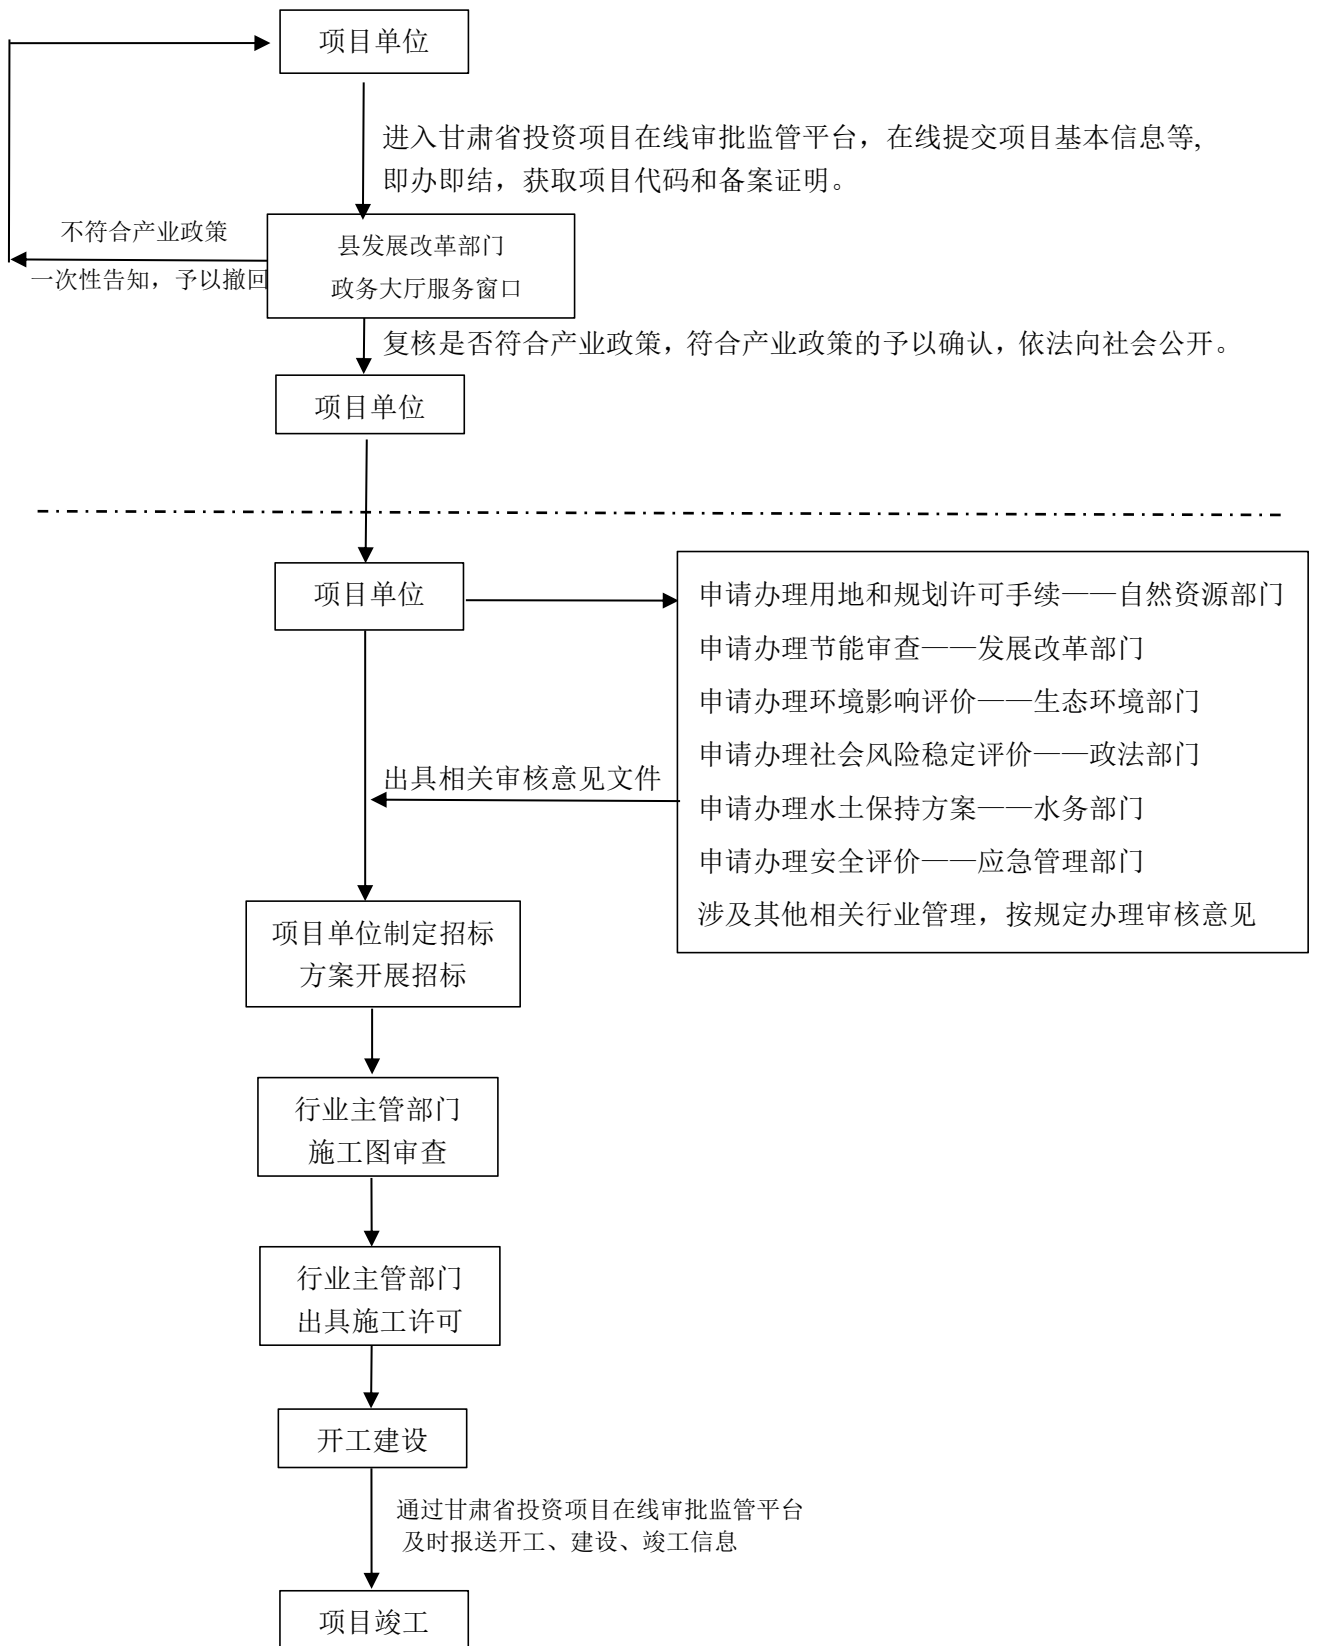 项目单位
进入甘肃省投资项目在线审批监管平台，在线提交项目基本信息等,
即办即结，获取项目代码和备案证明。
不符合产业政策
一次性告知，予以撤回
县发展改革部门
政务大厅服务窗口
复核是否符合产业政策，符合产业政策的予以确认，依法向社会公开。
项目单位
项目单位
申请办理用地和规划许可手续——自然资源部门
申请办理节能审查——发展改革部门
申请办理环境影响评价——生态环境部门
申请办理社会风险稳定评价——政法部门
申请办理水土保持方案——水务部门
申请办理安全评价——应急管理部门
涉及其他相关行业管理，按规定办理审核意见
出具相关审核意见文件
项目单位制定招标
方案开展招标
行业主管部门
施工图审查
行业主管部门
出具施工许可
开工建设
通过甘肃省投资项目在线审批监管平台
及时报送开工、建设、竣工信息
项目竣工